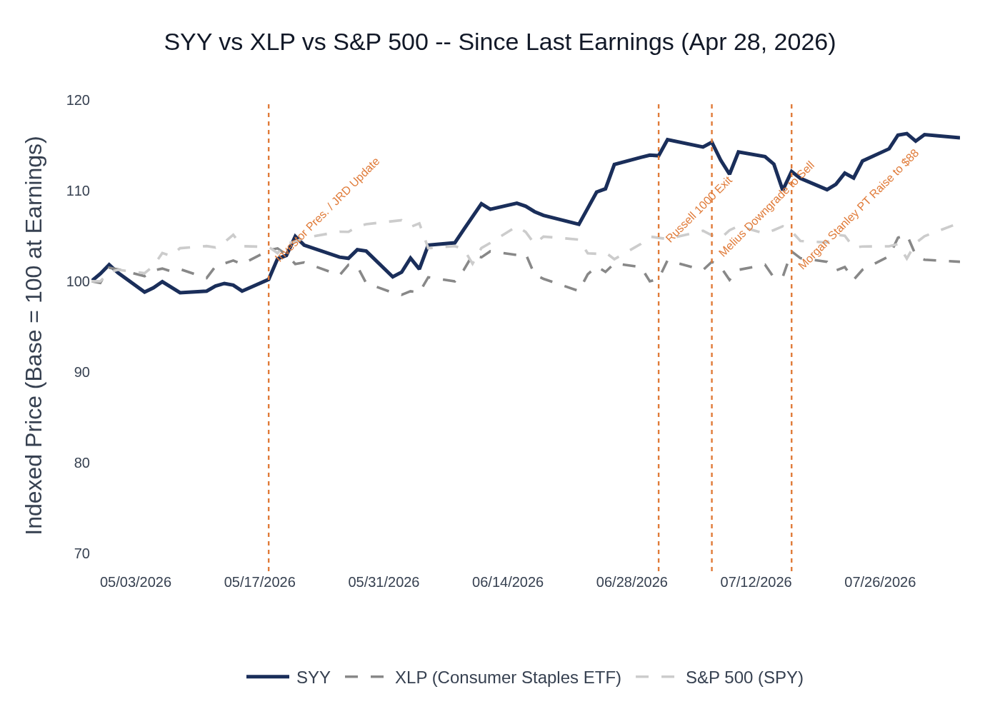 SYY vs XLP vs S&P 500 -- Since Last Earnings (Apr 28, 2026)
Indexed Price (Base = 100 at Earnings)
120
110
100
90
80
70
Investor Pres. / JRD Update
Russell 1000 Exit
Melius Downgrade to Sell
Morgan Stanley PT Raise to $88
05/03/2026
05/17/2026
05/31/2026
06/14/2026
06/28/2026
07/12/2026
07/26/2026
SYY
XLP (Consumer Staples ETF)
S&P 500 (SPY)